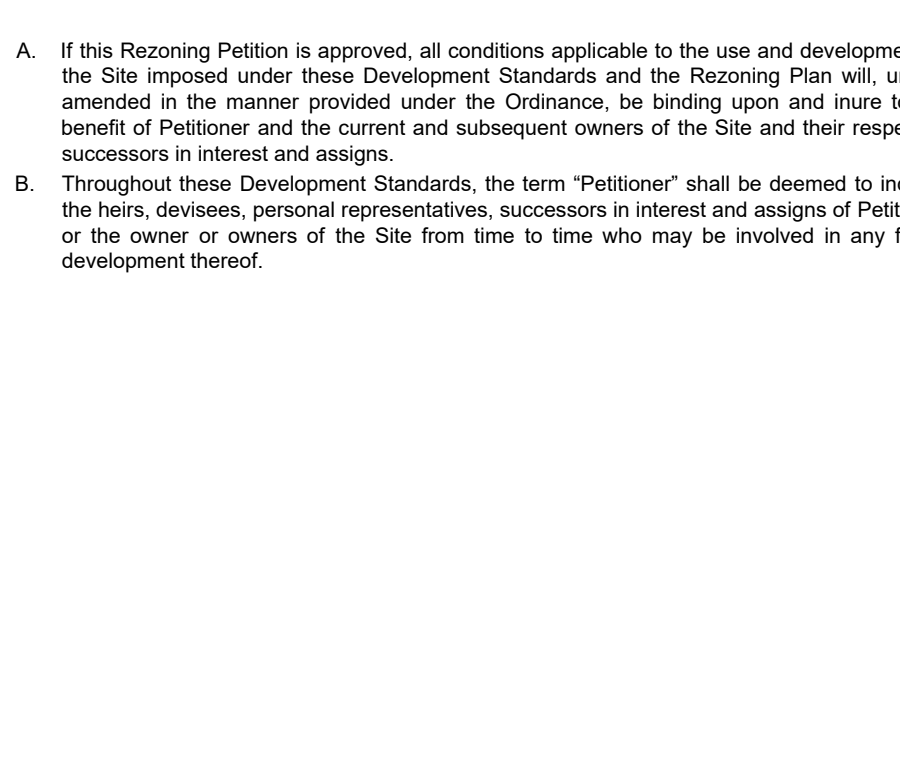 A. If this Rezoning Petition is approved, all conditions applicable to the use and developme
the Site imposed under these Development Standards and the Rezoning Plan will, u
amended in the manner provided under the Ordinance, be binding upon and inure t
benefit of Petitioner and the current and subsequent owners of the Site and their respe
successors in interest and assigns.
B. Throughout these Development Standards, the term “Petitioner” shall be deemed to in
the heirs, devisees, personal representatives, successors in interest and assigns of Petit
or the owner or owners of the Site from time to time who may be involved in any f
development thereof.